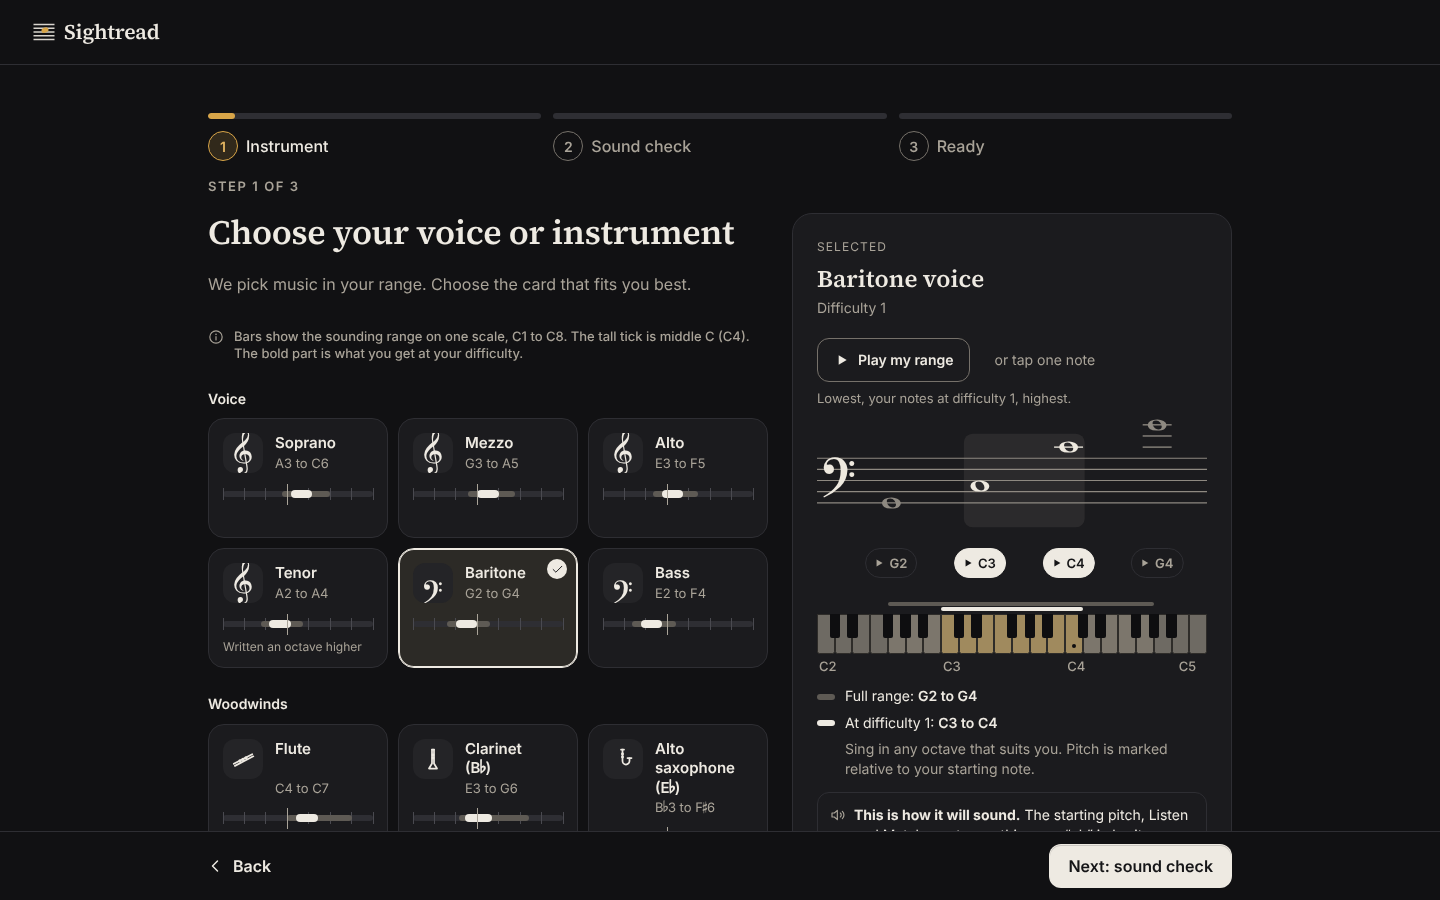 Sightread
1 Instrument
2 Sound check
3 Ready
STEP 1 OF 3
Choose your voice or instrument
We pick music in your range. Choose the card that fits you best.
Bars show the sounding range on one scale, C1 to C8. The tall tick is middle C (C4).
The bold part is what you get at your difficulty.
Voice
Soprano
A3 to C6
Mezzo
G3 to A5
Alto
E3 to F5
Tenor
A2 to A4
Written an octave higher
Baritone
G2 to G4
Bass
E2 to F4
Woodwinds
Flute
C4 to C7
Clarinet
(B♭)
E3 to G6
Alto
saxophone
(E♭)
B♭3 to F♯6
SELECTED
Baritone voice
Difficulty 1
Play my range
or tap one note
Lowest, your notes at difficulty 1, highest.
G2
C3
C4
G4
C2
C3
C4
C5
Full range: G2 to G4
At difficulty 1: C3 to C4
Sing in any octave that suits you. Pitch is marked
relative to your starting note.
This is how it will sound. The starting pitch, Listen
Back
Next: sound check